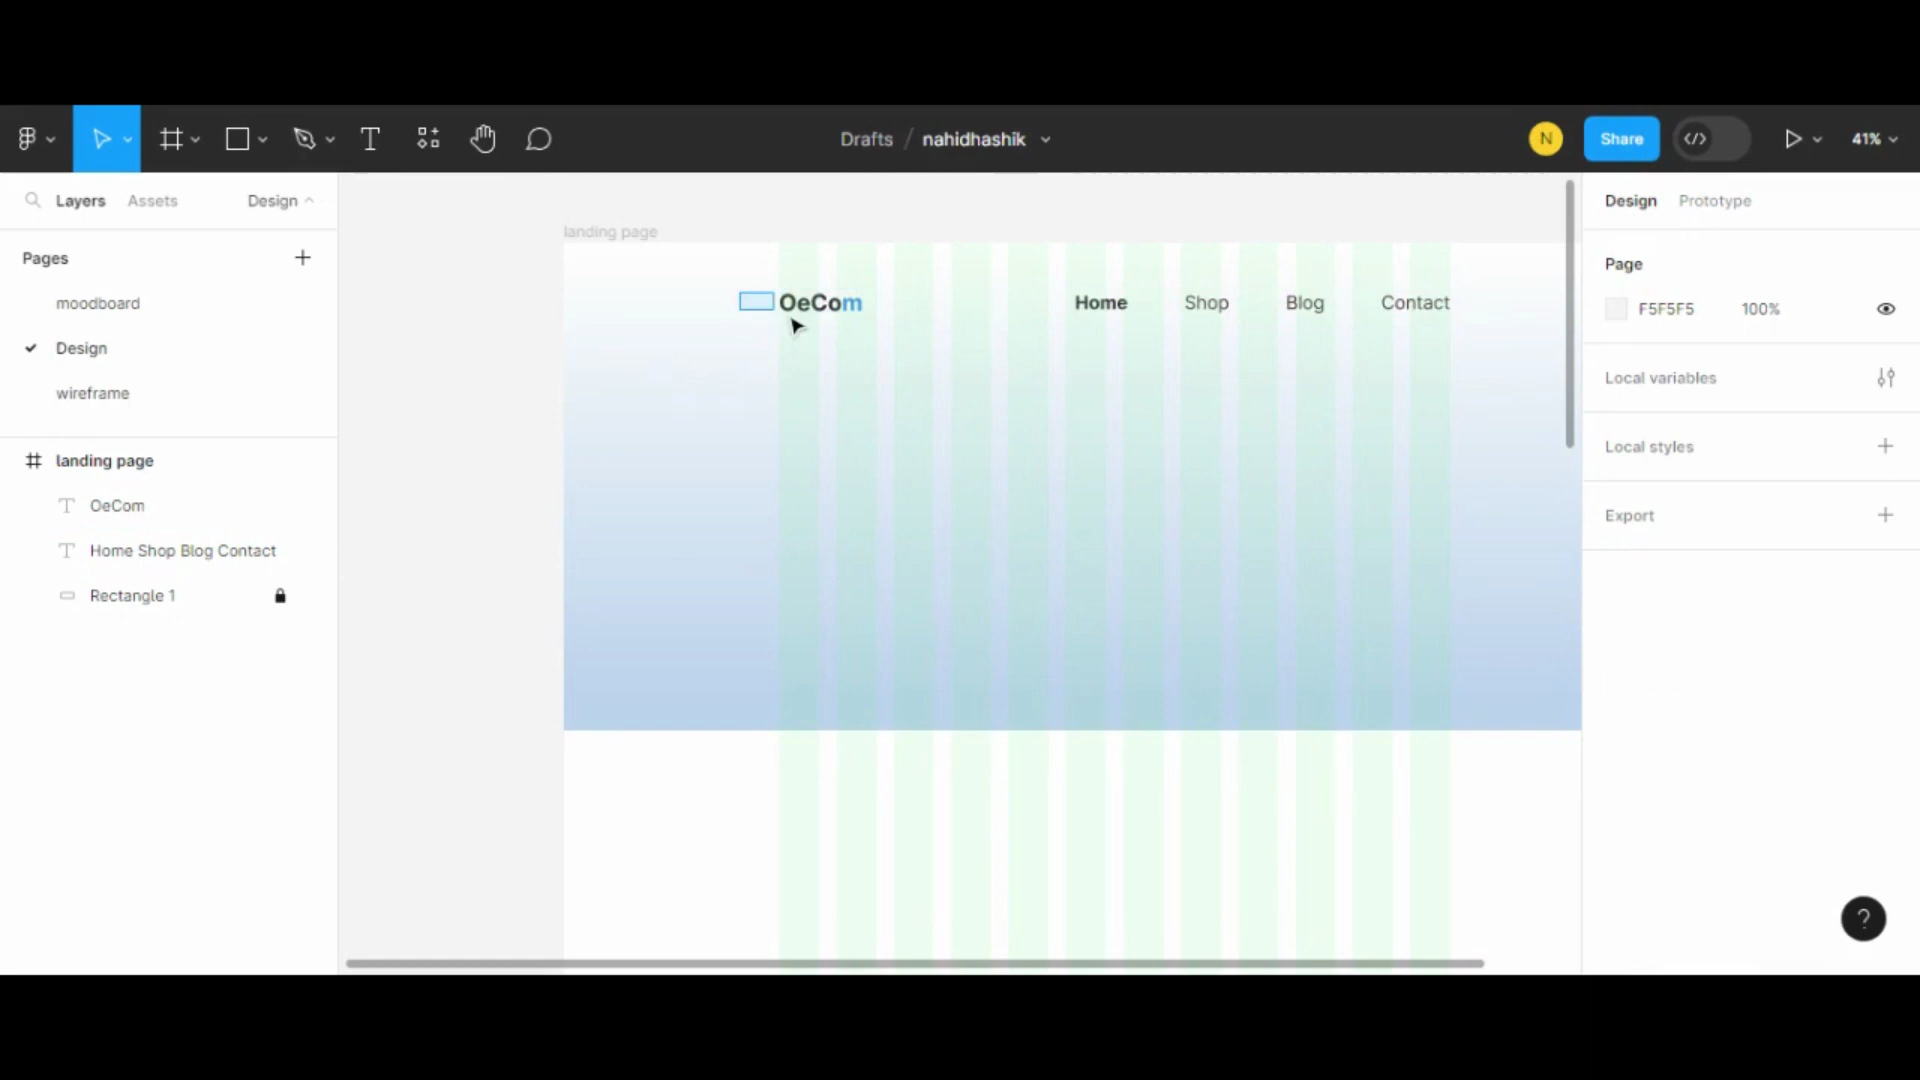 Drafts / nahidhashik
N
Share
41%
Layers Assets Design
Pages
moodboard
Design
wireframe
landing page
OeCom
Home Shop Blog Contact
Rectangle 1
landing page
OeCom Home Shop Blog Contact
Design Prototype
Page
F5F5F5 100%
Local variables
Local styles
Export
?